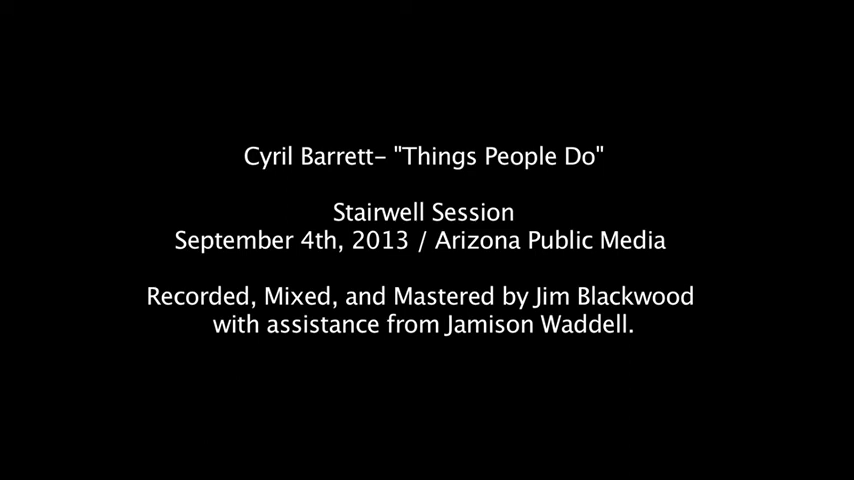 Cyril Barrett- "Things People Do"
Stairwell Session
September 4th, 2013 / Arizona Public Media
Recorded, Mixed, and Mastered by Jim Blackwood
with assistance from Jamison Waddell.